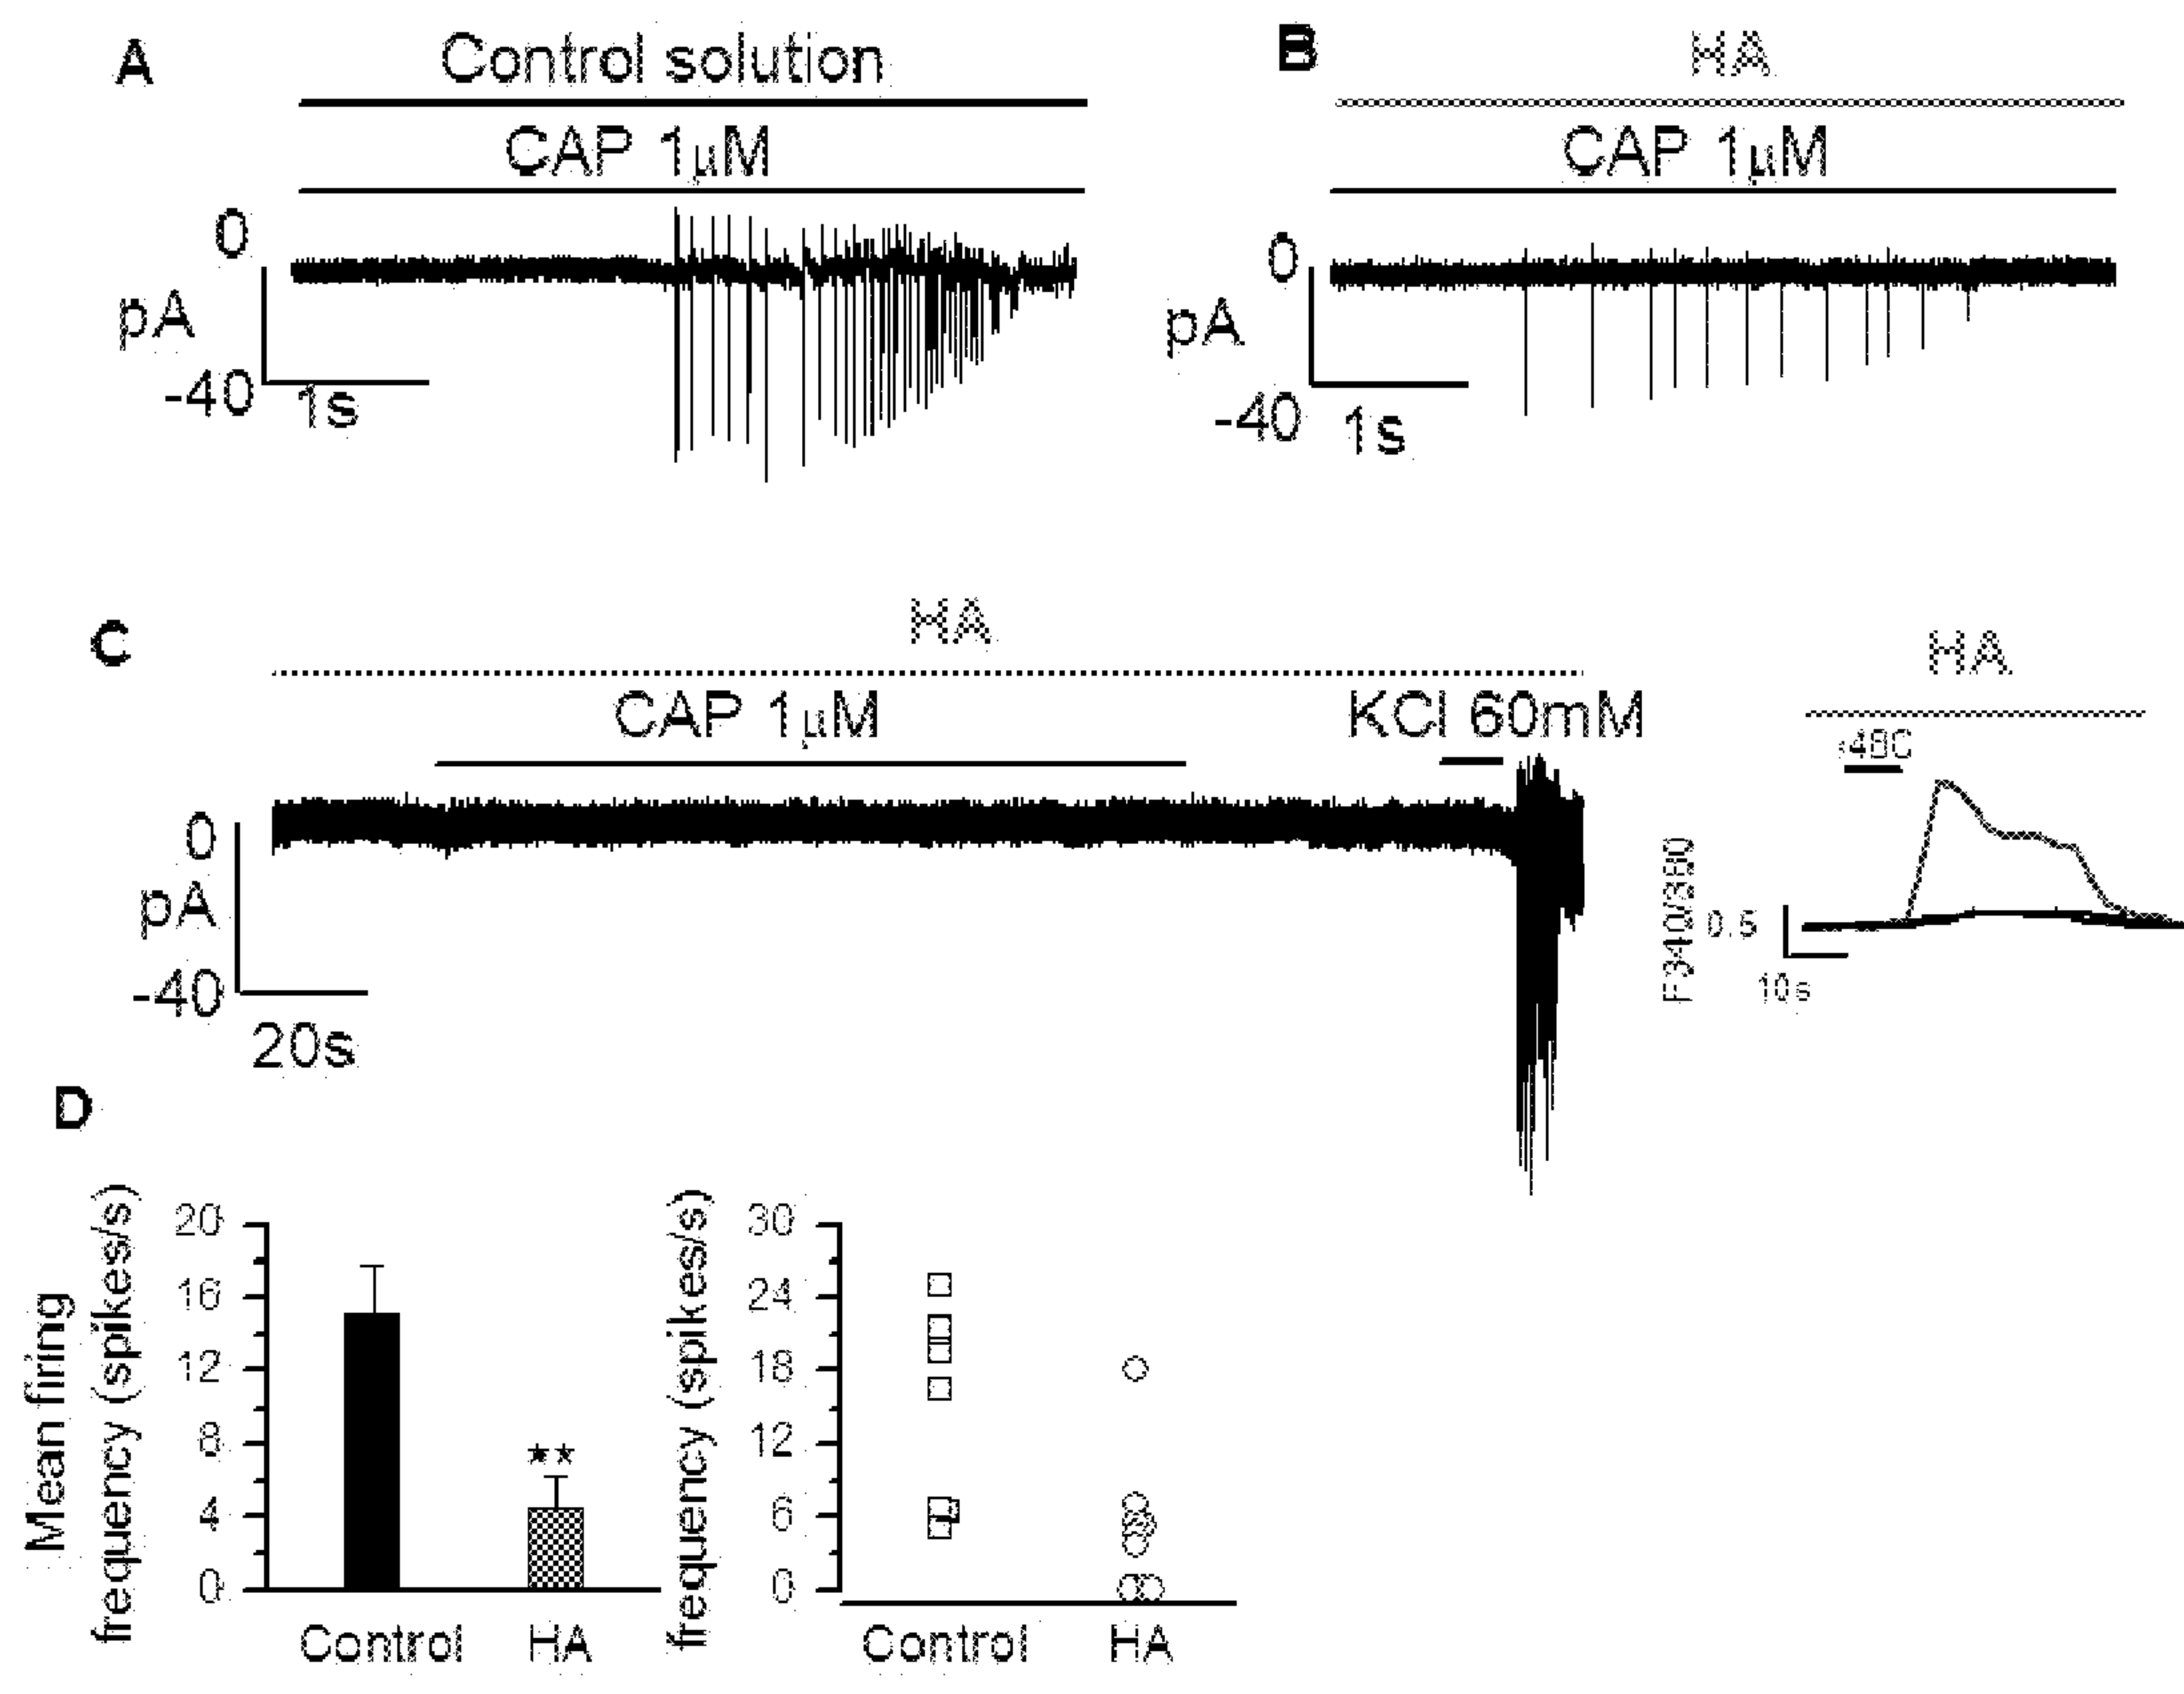 A
Control solution
CAP 1µM
0
pA
-40
1s
B
HA
CAP 1µM
0
pA
-40
1s
C
HA
CAP 1µM
KCl 60mM
0
pA
-40
20s
HA
F340/380
0.5
10s
D
Mean firing
frequency (spikes/s)
20
16
12
8
4
0
**
Control
HA
frequency (spikes/s)
30
24
18
12
6
0
Control
HA